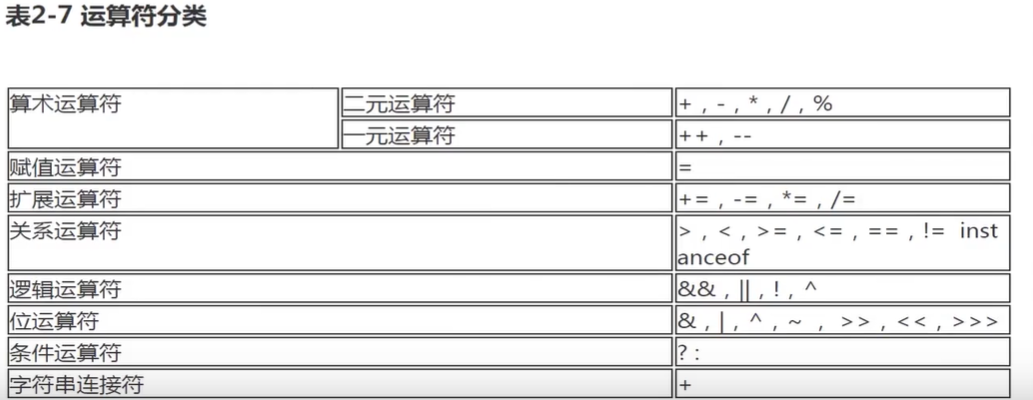 表2-7 运算符分类
算术运算符 二元运算符 + , - , * , / , %
一元运算符 ++ , --
赋值运算符 =
扩展运算符 += , -= , *= , /=
关系运算符 > , < , >= , <= , == , != inst
anceof
逻辑运算符 && , || , ! , ^
位运算符 & , | , ^ , ~ , >> , << , >>>
条件运算符 ? :
字符串连接符 +